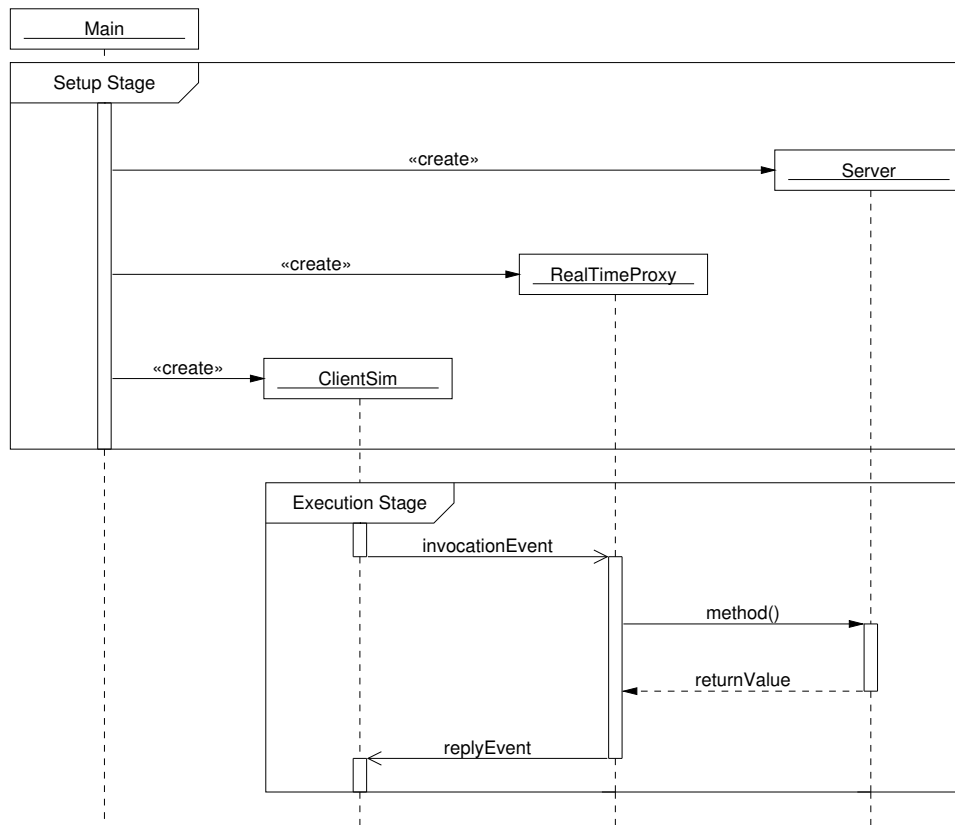 Main
Setup Stage
«create»
Server
«create»
RealTimeProxy
«create»
ClientSim
Execution Stage
invocationEvent
method()
returnValue
replyEvent